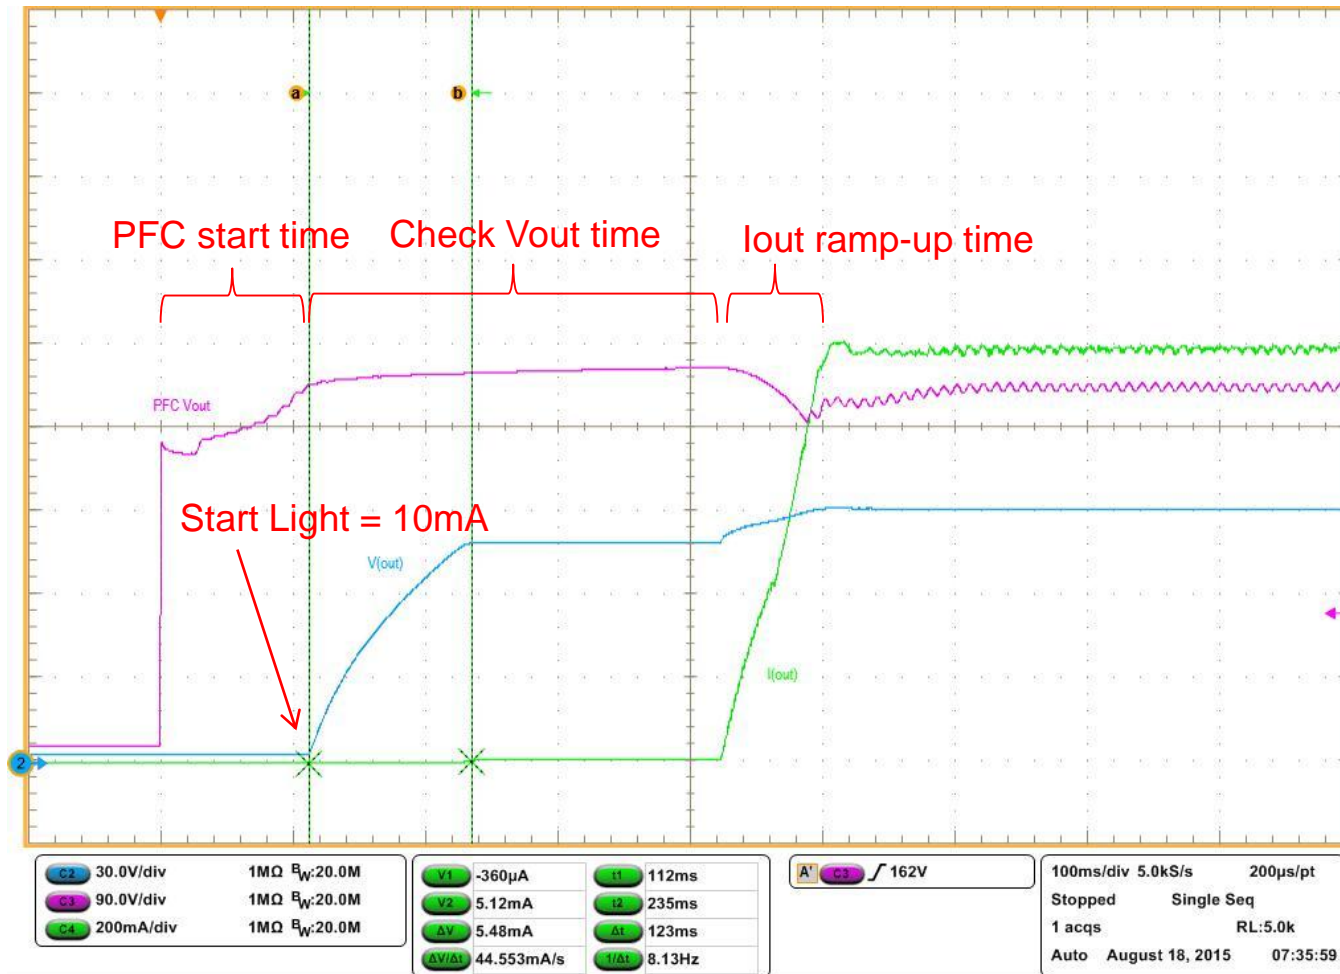 a
b
PFC start time
Check Vout time
Iout ramp-up time
PFC Vout
Start Light = 10mA
V(out)
I(out)
2
C2 30.0V/div 1MΩ BW:20.0M
C3 90.0V/div 1MΩ BW:20.0M
C4 200mA/div 1MΩ BW:20.0M
V1 -360µA
V2 5.12mA
ΔV 5.48mA
ΔV/Δt 44.553mA/s
t1 112ms
t2 235ms
Δt 123ms
1/Δt 8.13Hz
A' C3 162V
100ms/div 5.0kS/s 200µs/pt
Stopped Single Seq
1 acqs RL:5.0k
Auto August 18, 2015 07:35:59